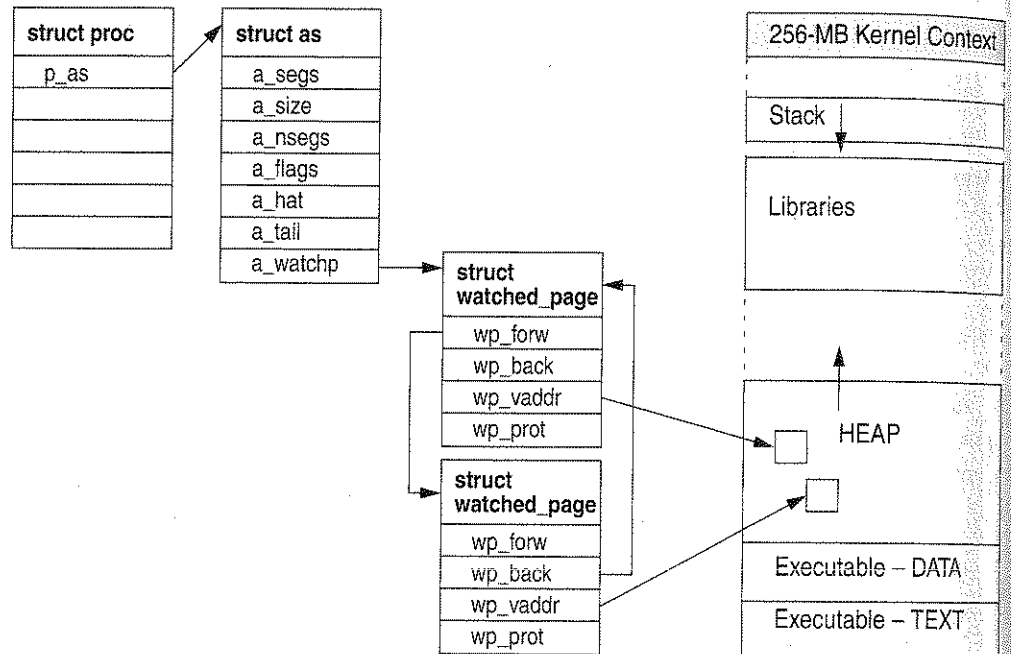 struct proc
p_as
struct as
a_segs
a_size
a_nsegs
a_flags
a_hat
a_tail
a_watchp
struct
watched_page
wp_forw
wp_back
wp_vaddr
wp_prot
struct
watched_page
wp_forw
wp_back
wp_vaddr
wp_prot
256-MB Kernel Context
Stack
Libraries
HEAP
Executable – DATA
Executable – TEXT